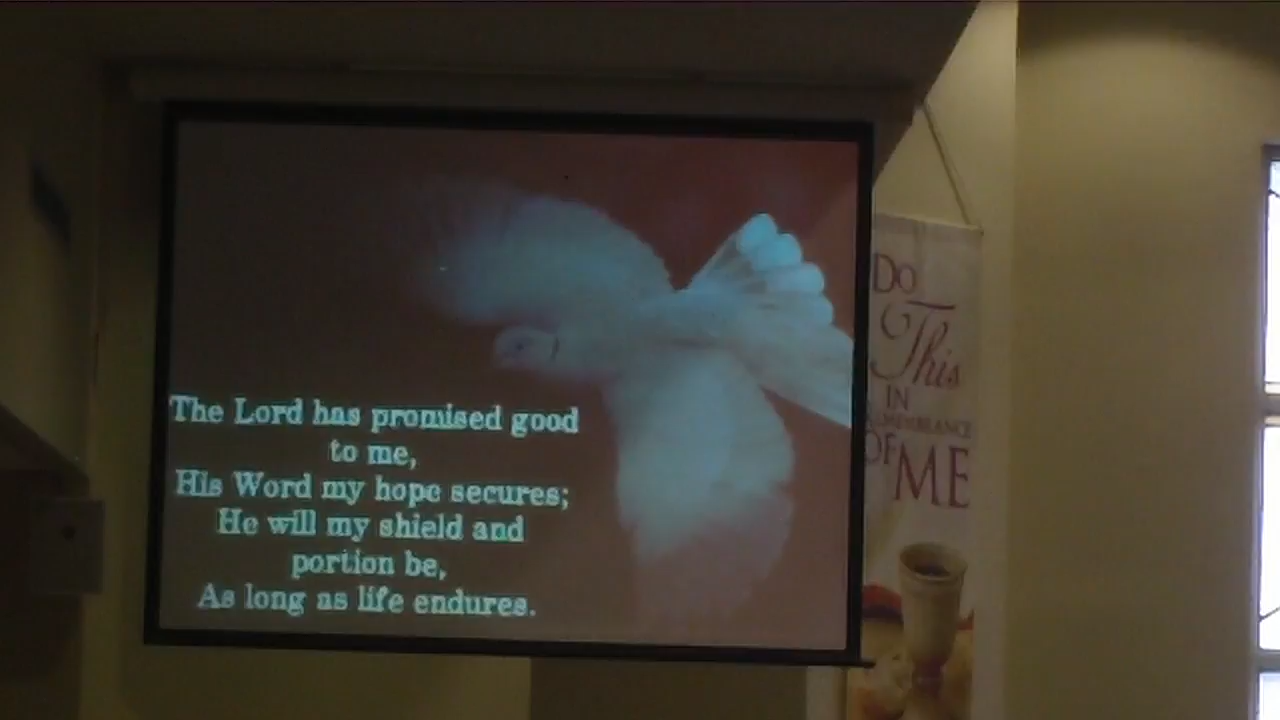 The Lord has promised good
to me,
His Word my hope secures;
He will my shield and
portion be,
As long as life endures.
DO
This
IN
OF ME